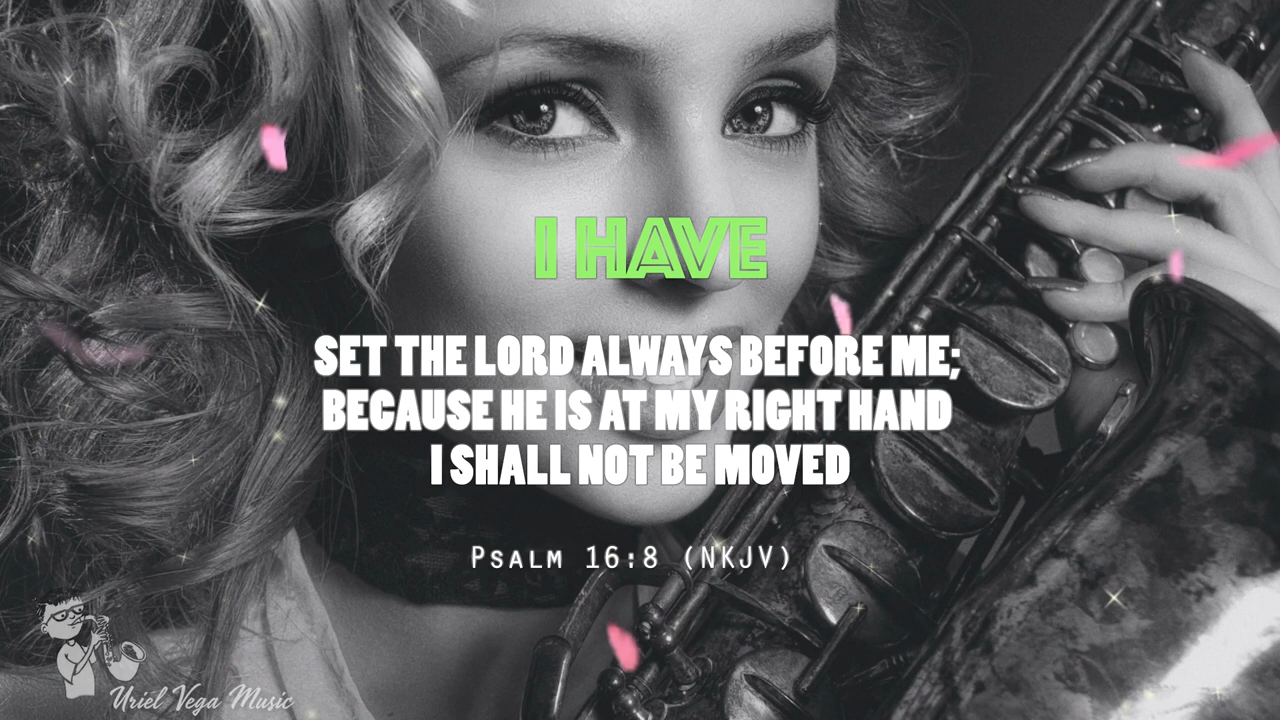 I HAVE
SET THE LORD ALWAYS BEFORE ME;
BECAUSE HE IS AT MY RIGHT HAND
I SHALL NOT BE MOVED
PSALM 16:8 (NKJV)
Uriel Vega Music